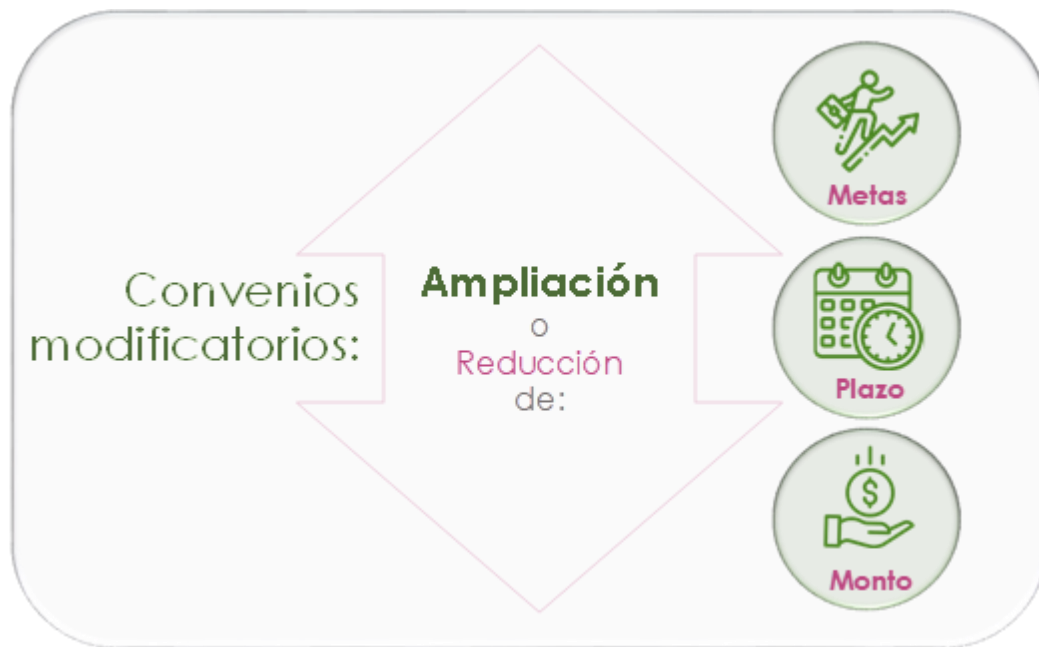 Convenios
modificatorios:
Ampliación
o
Reducción
de:
Metas
Plazo
$
Monto